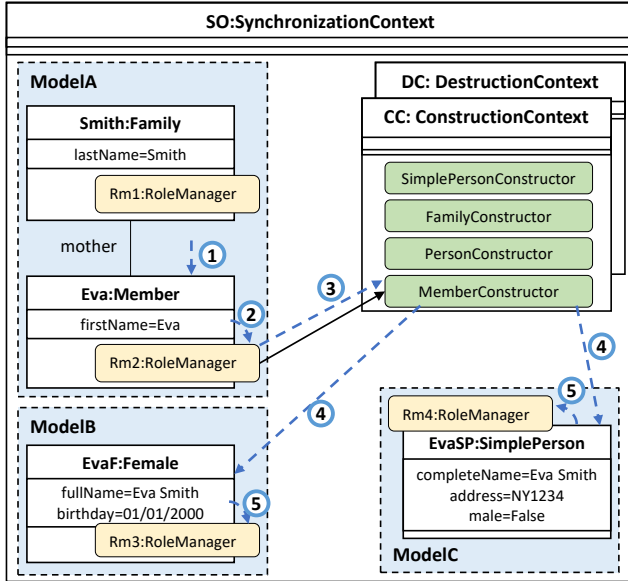 SO:SynchronizationContext
ModelA
Smith:Family
lastName=Smith
Rm1:RoleManager
mother
1
Eva:Member
firstName=Eva
2
Rm2:RoleManager
3
DC: DestructionContext
CC: ConstructionContext
SimplePersonConstructor
FamilyConstructor
PersonConstructor
MemberConstructor
4
4
ModelB
EvaF:Female
fullName=Eva Smith
birthday=01/01/2000
5
Rm3:RoleManager
Rm4:RoleManager
5
EvaSP:SimplePerson
completeName=Eva Smith
address=NY1234
male=False
ModelC